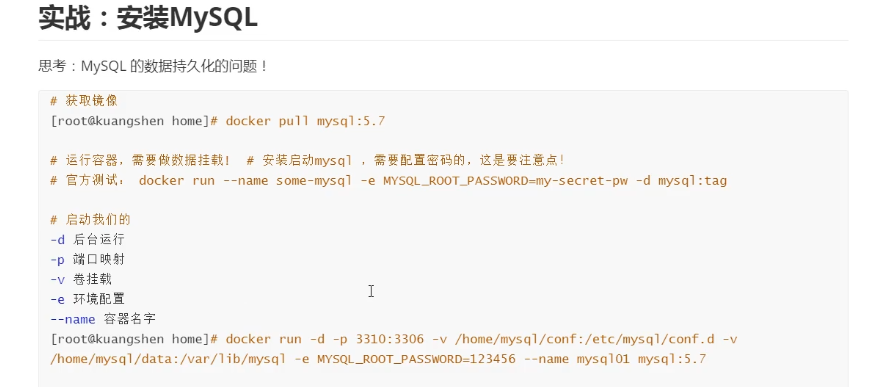 实战：安装MySQL
思考：MySQL 的数据持久化的问题！
# 获取镜像
[root@kuangshen home]# docker pull mysql:5.7
# 运行容器，需要做数据挂载！ # 安装启动mysql ，需要配置密码的，这是要注意点！
# 官方测试： docker run --name some-mysql -e MYSQL_ROOT_PASSWORD=my-secret-pw -d mysql:tag
# 启动我们的
-d 后台运行
-p 端口映射
-v 卷挂载
-e 环境配置
--name 容器名字
[root@kuangshen home]# docker run -d -p 3310:3306 -v /home/mysql/conf:/etc/mysql/conf.d -v
/home/mysql/data:/var/lib/mysql -e MYSQL_ROOT_PASSWORD=123456 --name mysql01 mysql:5.7